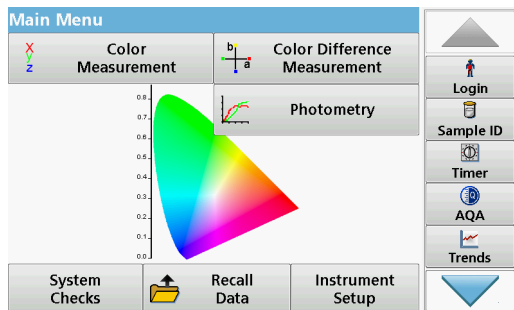 Main Menu
X
y
z
Color
Measurement
b
a
Color Difference
Measurement
Photometry
0.8
0.7
0.6
0.5
0.4
0.3
0.2
0.1
0.0
System
Checks
Recall
Data
Instrument
Setup
Login
Sample ID
Timer
AQA
Trends